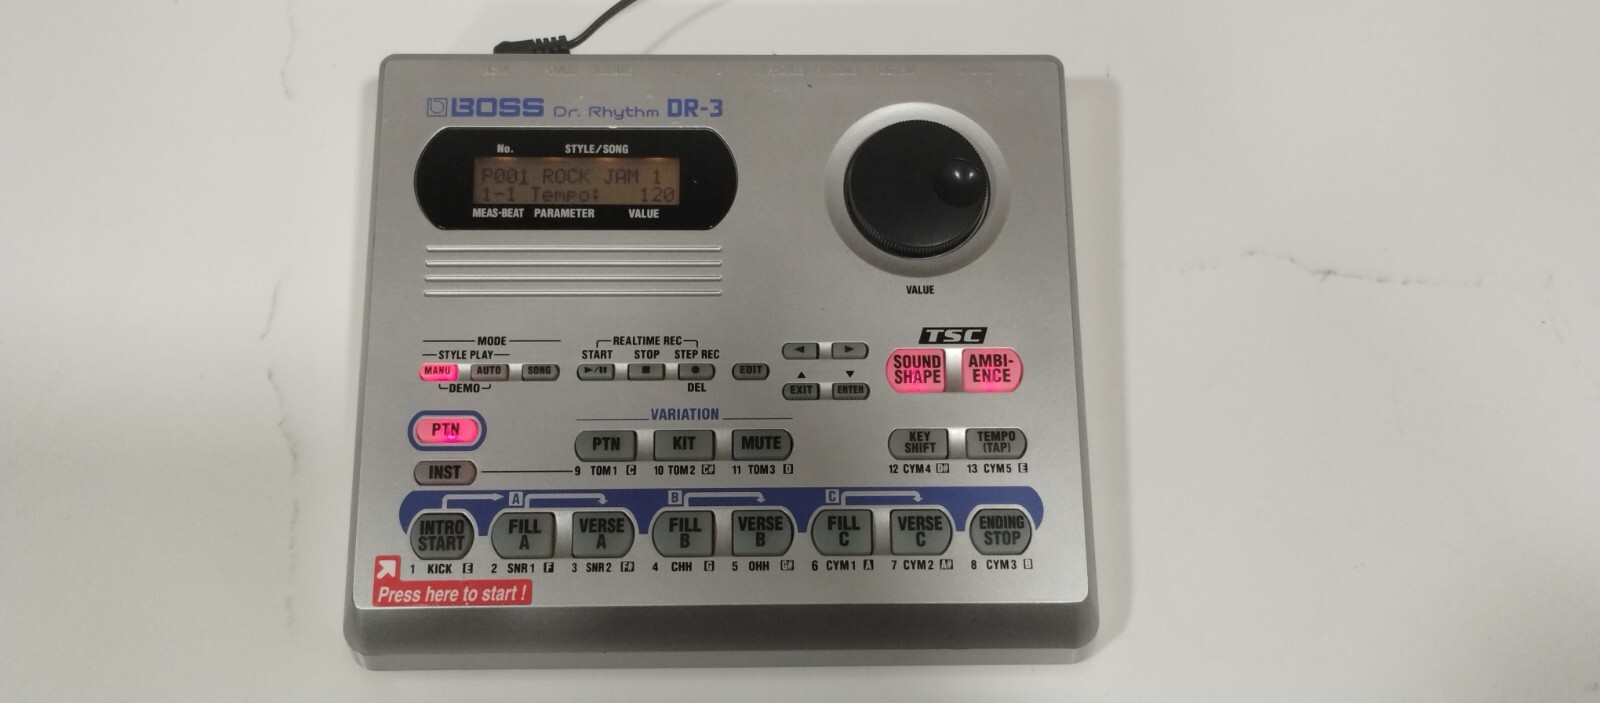 BOSS Dr. Rhythm DR-3
No. STYLE/SONG
P001 ROCK JAM 1
1-1 Tempo: 120
MEAS-BEAT PARAMETER VALUE
VALUE
MODE
STYLE PLAY
MANU AUTO SONG
DEMO
REALTIME REC
START STOP STEP REC
DEL
EDIT
EXIT ENTER
TSC
SOUND SHAPE
AMBI-ENCE
PTN
INST
VARIATION
PTN KIT MUTE
9 TOM1 C 10 TOM2 C# 11 TOM3 D
KEY SHIFT
TEMPO (TAP)
12 CYM4 D# 13 CYM5 E
A B C
INTRO START
FILL A
VERSE A
FILL B
VERSE B
FILL C
VERSE C
ENDING STOP
1 KICK E 2 SNR1 F 3 SNR2 F# 4 CHH G 5 OHH G# 6 CYM1 A 7 CYM2 A# 8 CYM3 B
Press here to start!